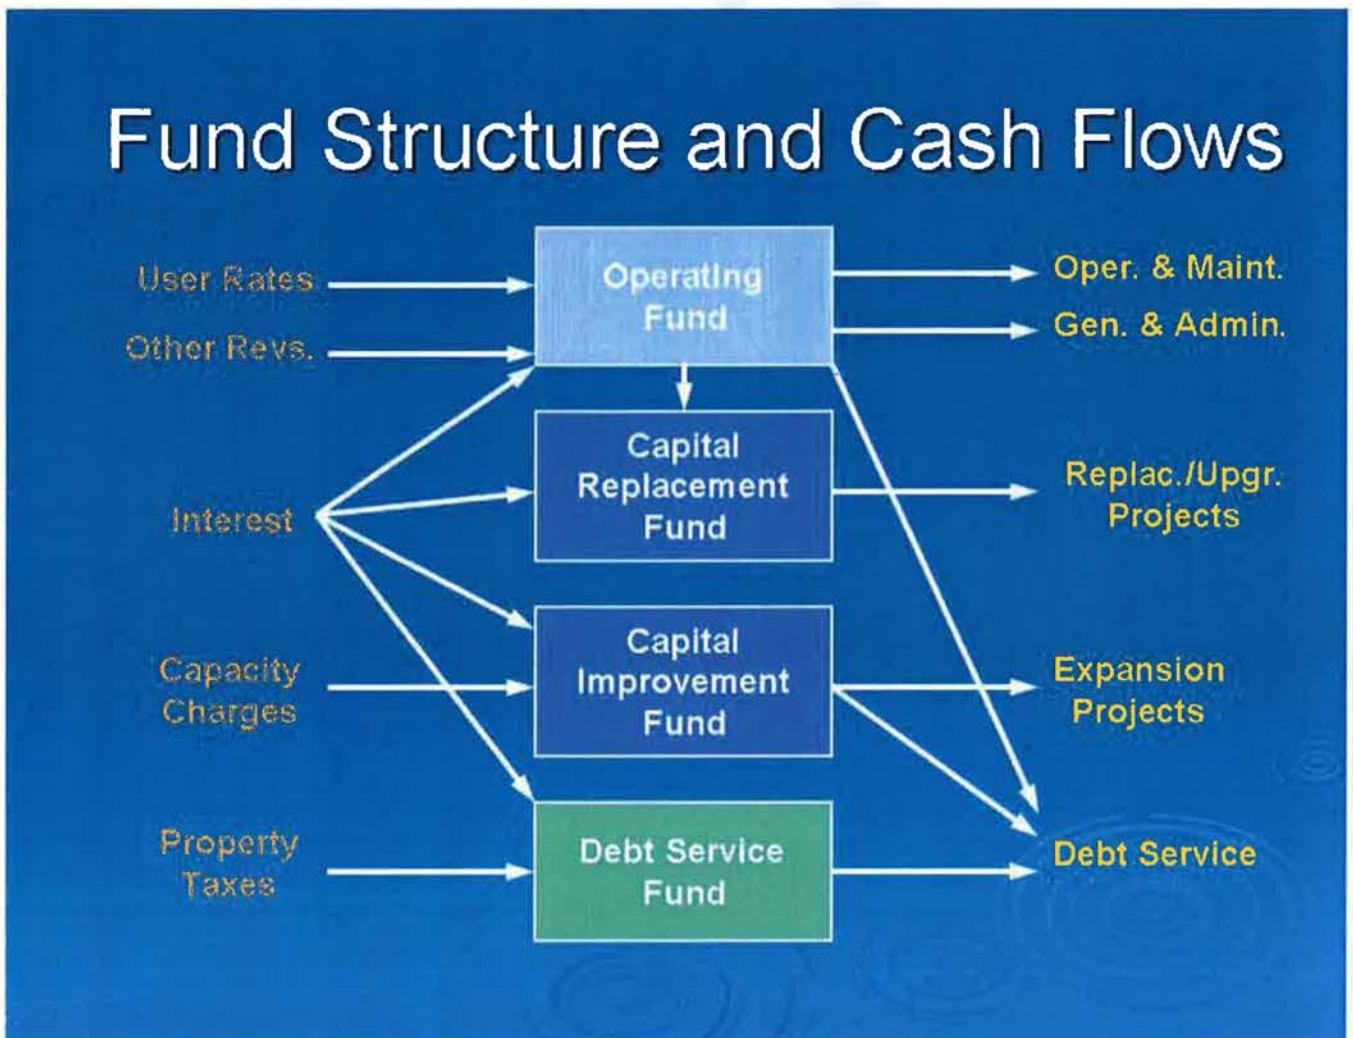 Fund Structure and Cash Flows
User Rates
Other Revs.
Interest
Capacity
Charges
Property
Taxes
Operating
Fund
Capital
Replacement
Fund
Capital
Improvement
Fund
Debt Service
Fund
Oper. & Maint.
Gen. & Admin.
Replac./Upgr.
Projects
Expansion
Projects
Debt Service